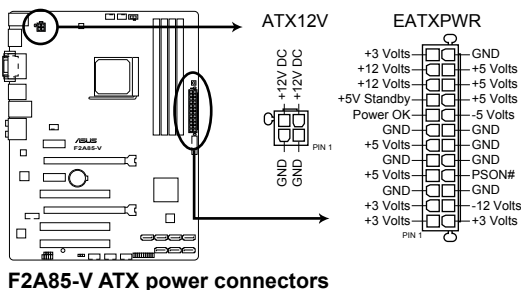 ATX12V
EATXPWR
+12V DC
+12V DC
GND
GND
PIN 1
+3 Volts
GND
+12 Volts
+5 Volts
+12 Volts
+5 Volts
+5V Standby
+5 Volts
Power OK
-5 Volts
GND
GND
+5 Volts
GND
GND
GND
+5 Volts
PSON#
GND
GND
+3 Volts
-12 Volts
+3 Volts
+3 Volts
PIN 1
/SUS
F2A85-V
F2A85-V ATX power connectors